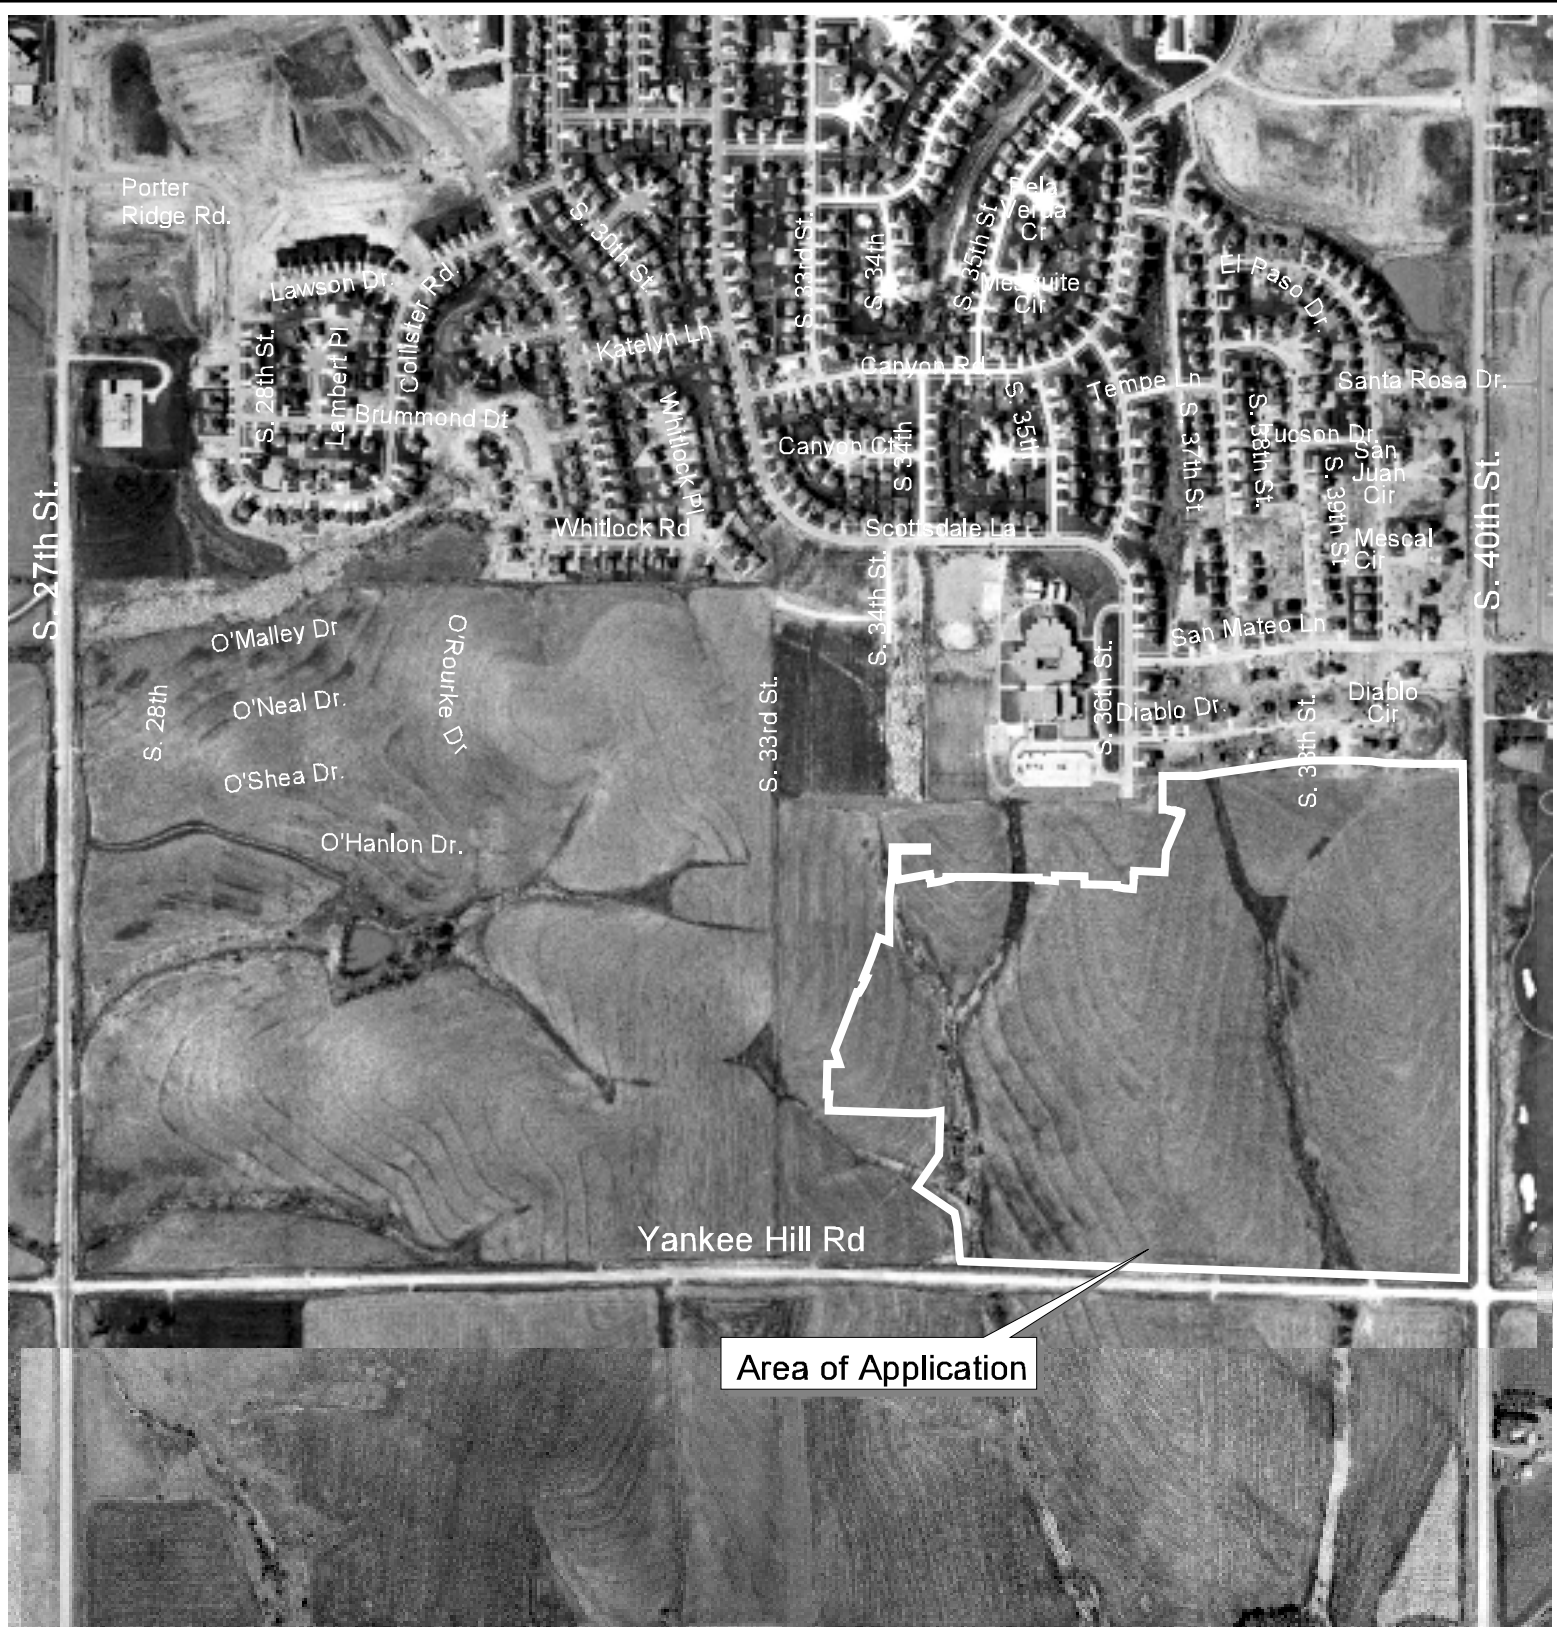 Porter
Ridge Rd.
S. 30th St.
S. 33rd St.
S. 34th
S. 35th St.
Bela
Verda
Cr
Mesquite
Cir
El Paso Dr.
Lawson Dr.
Collister Rd.
Lambert Pl
S. 28th St.
Brummond Dt
Katelyn Ln
Whitlock Pl
Canyon Rd
Canyon Ct
S. 34th
S. 35th
Tempe Ln
S. 37th St
S. 38th St.
Santa Rosa Dr.
Tucson Dr.
San
Juan
Cir
S. 39th St
Mescal
Cir
S. 27th St.
S. 40th St.
Whitlock Rd
Scottsdale La
S. 34th St.
O'Malley Dr
O'Rourke Dr
S. 28th
O'Neal Dr.
O'Shea Dr.
O'Hanlon Dr.
S. 33rd St.
S. 36th St.
San Mateo Ln
Diablo Dr.
Diablo
Cir
S. 38th St.
Yankee Hill Rd
Area of Application